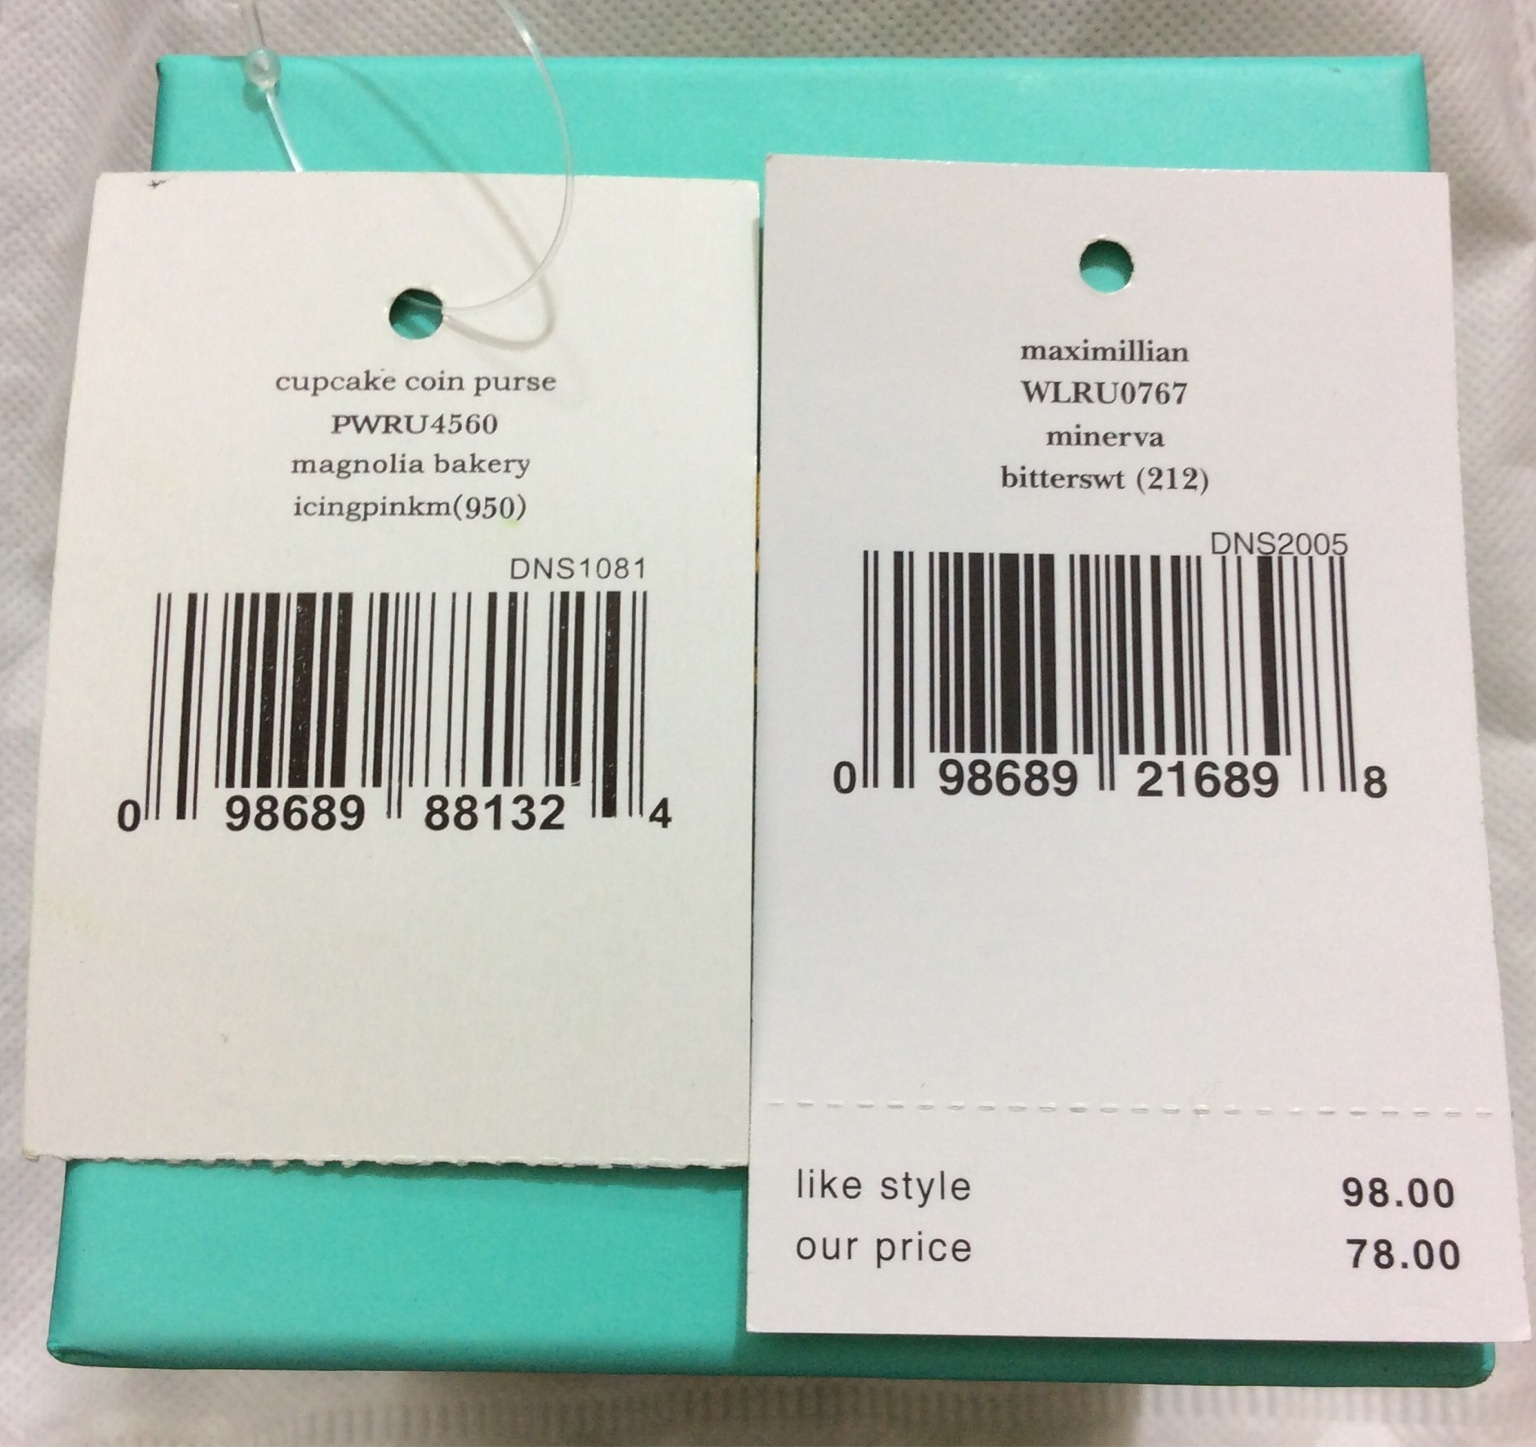 cupcake coin purse
PWRU4560
magnolia bakery
icingpinkm(950)
DNS1081
0 98689 88132 4
maximillian
WLRU0767
minerva
bitterswt (212)
DNS2005
0 98689 21689 8
like style 98.00
our price 78.00